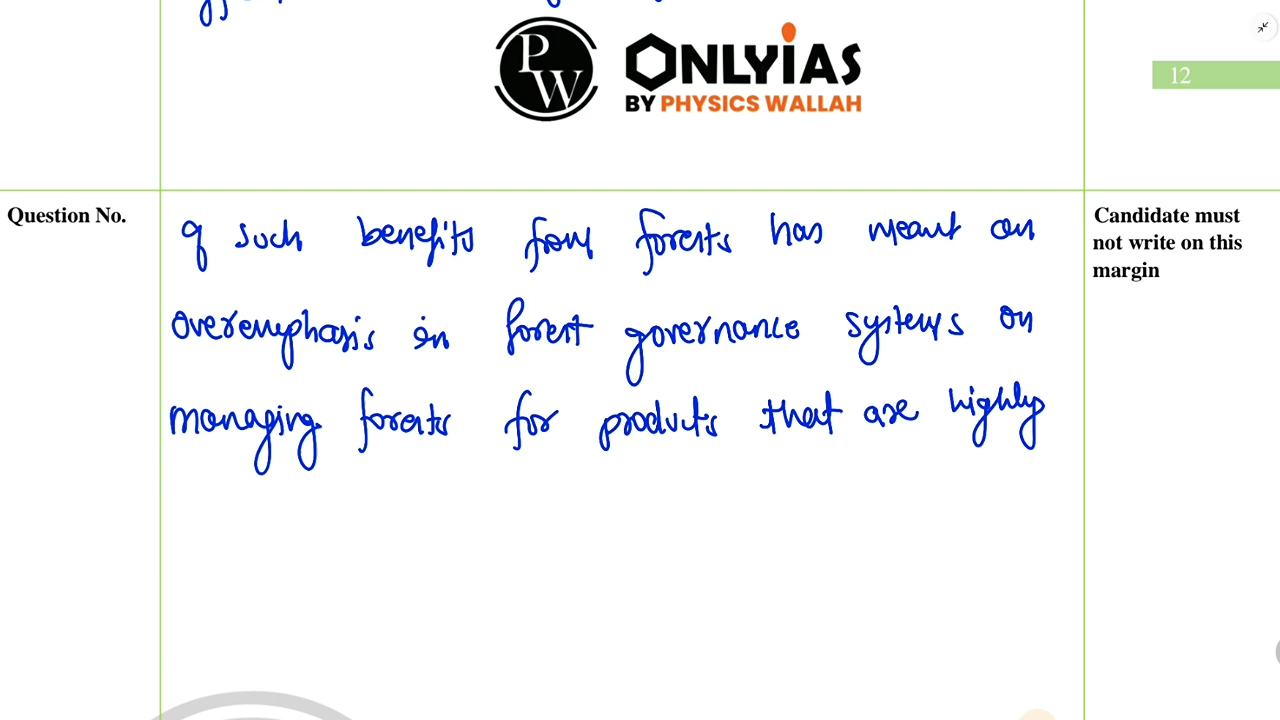 PW
ONLYiAS
BY PHYSICS WALLAH
12
Question No.
of such benefits from forests has meant an
overemphasis in forest governance systems on
managing forests for products that are highly
Candidate must
not write on this
margin